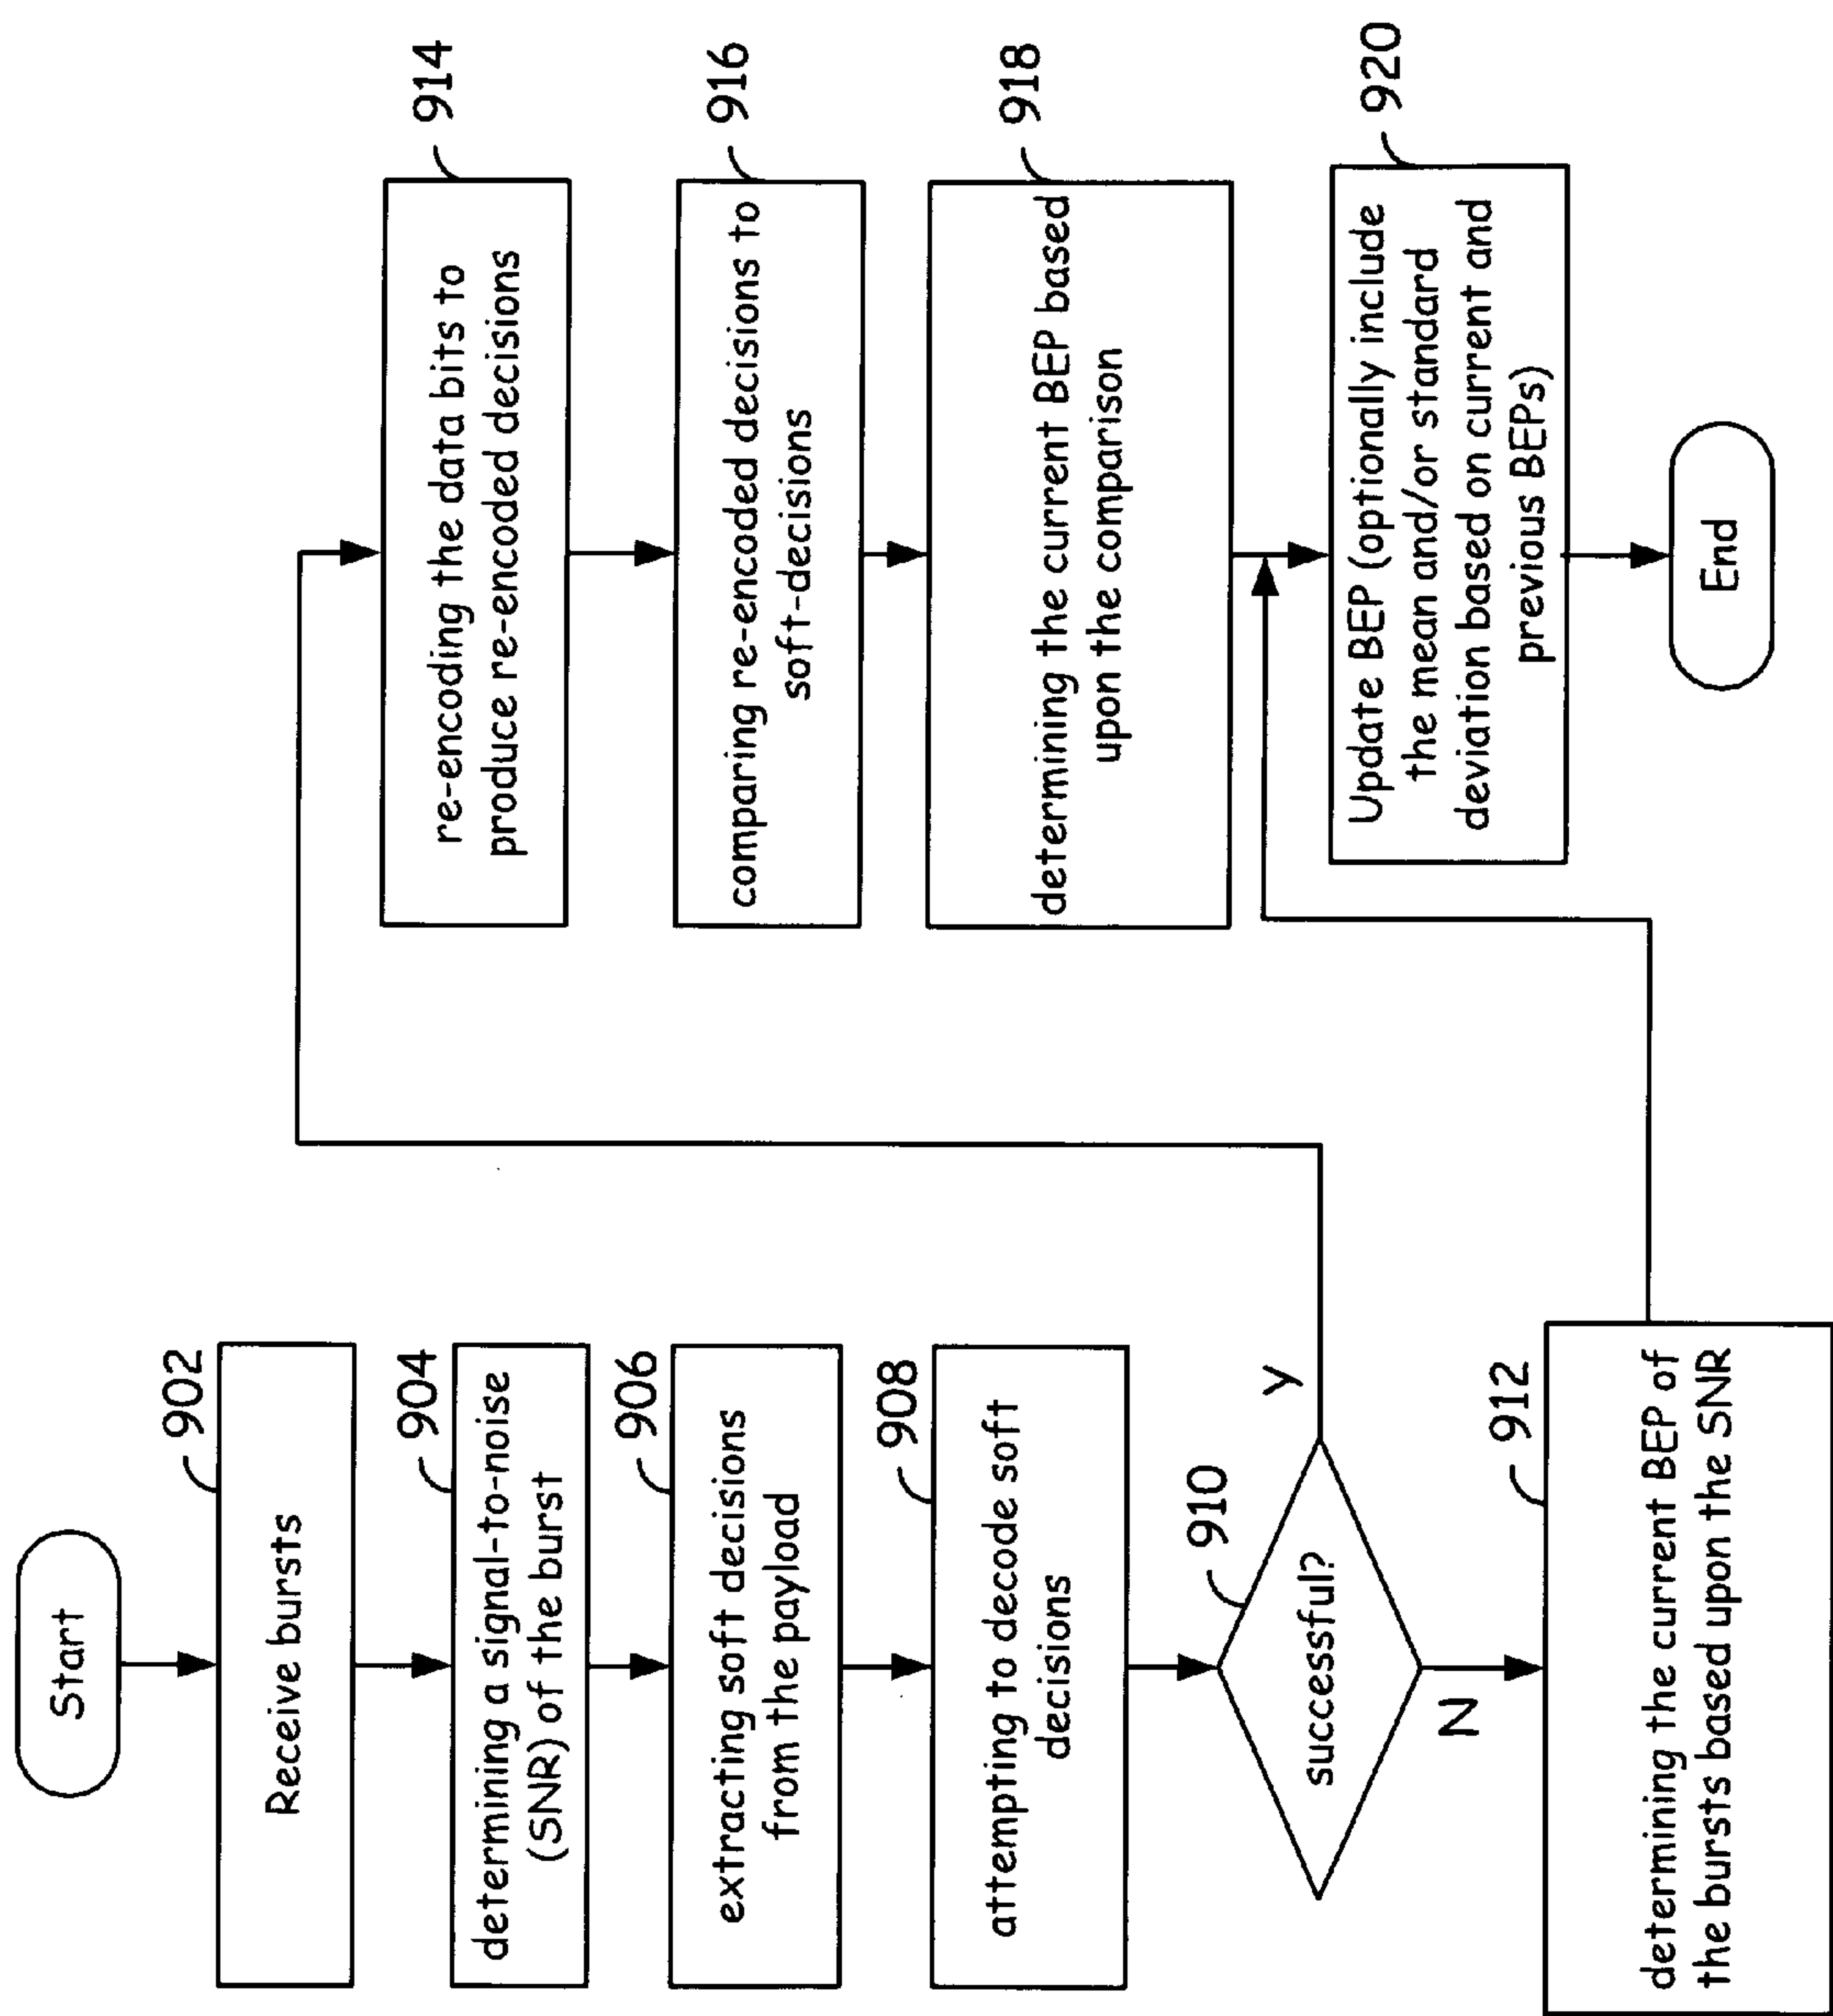 Start
902
Receive bursts
904
determining a signal-to-noise
(SNR) of the burst
906
extracting soft decisions
from the payload
908
attempting to decode soft
decisions
910
successful?
Y
N
912
determining the current BEP of
the bursts based upon the SNR
914
re-encoding the data bits to
produce re-encoded decisions
916
comparing re-encoded decisions to
soft-decisions
918
determining the current BEP based
upon the comparison
920
Update BEP (optionally include
the mean and/or standard
deviation based on current and
previous BEPs)
End